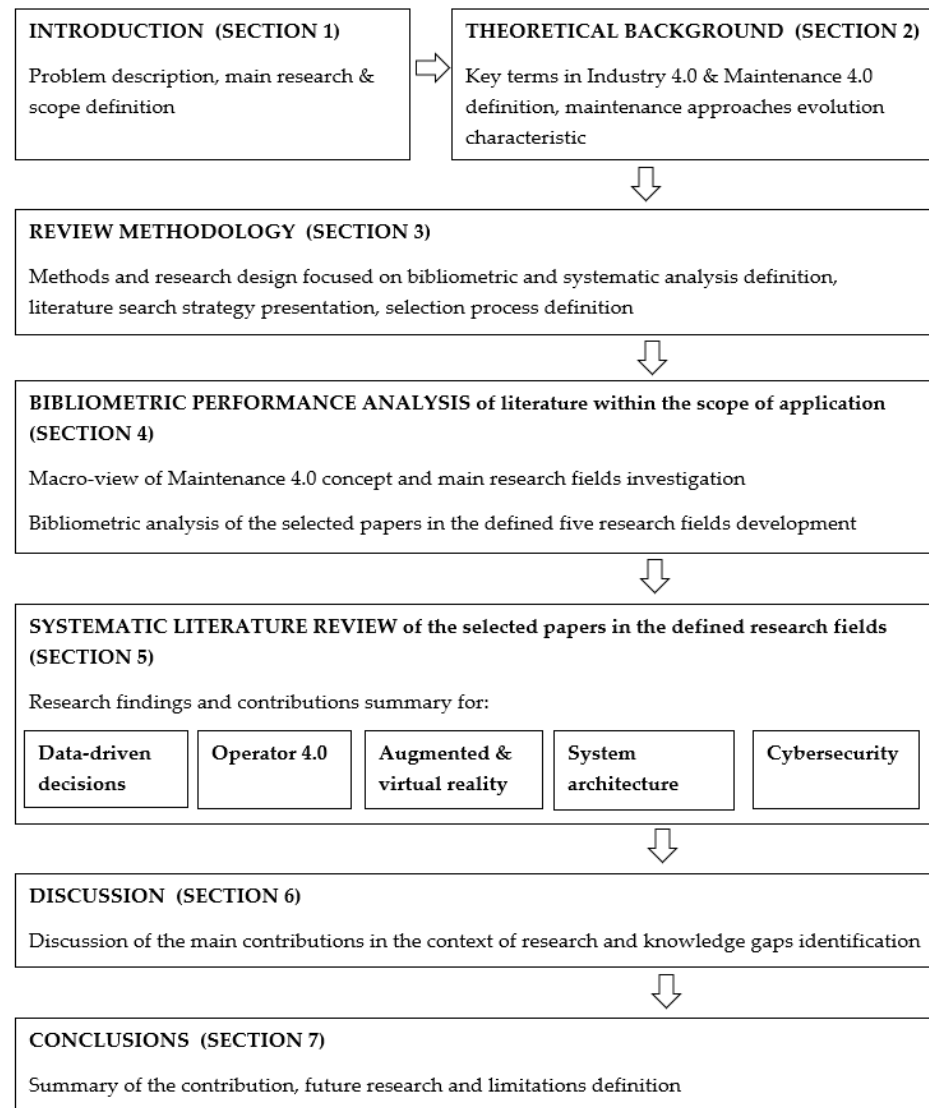 INTRODUCTION (SECTION 1)
Problem description, main research &
scope definition
THEORETICAL BACKGROUND (SECTION 2)
Key terms in Industry 4.0 & Maintenance 4.0
definition, maintenance approaches evolution
characteristic
REVIEW METHODOLOGY (SECTION 3)
Methods and research design focused on bibliometric and systematic analysis definition,
literature search strategy presentation, selection process definition
BIBLIOMETRIC PERFORMANCE ANALYSIS of literature within the scope of application
(SECTION 4)
Macro-view of Maintenance 4.0 concept and main research fields investigation
Bibliometric analysis of the selected papers in the defined five research fields development
SYSTEMATIC LITERATURE REVIEW of the selected papers in the defined research fields
(SECTION 5)
Research findings and contributions summary for:
Data-driven
decisions
Operator 4.0
Augmented &
virtual reality
System
architecture
Cybersecurity
DISCUSSION (SECTION 6)
Discussion of the main contributions in the context of research and knowledge gaps identification
CONCLUSIONS (SECTION 7)
Summary of the contribution, future research and limitations definition